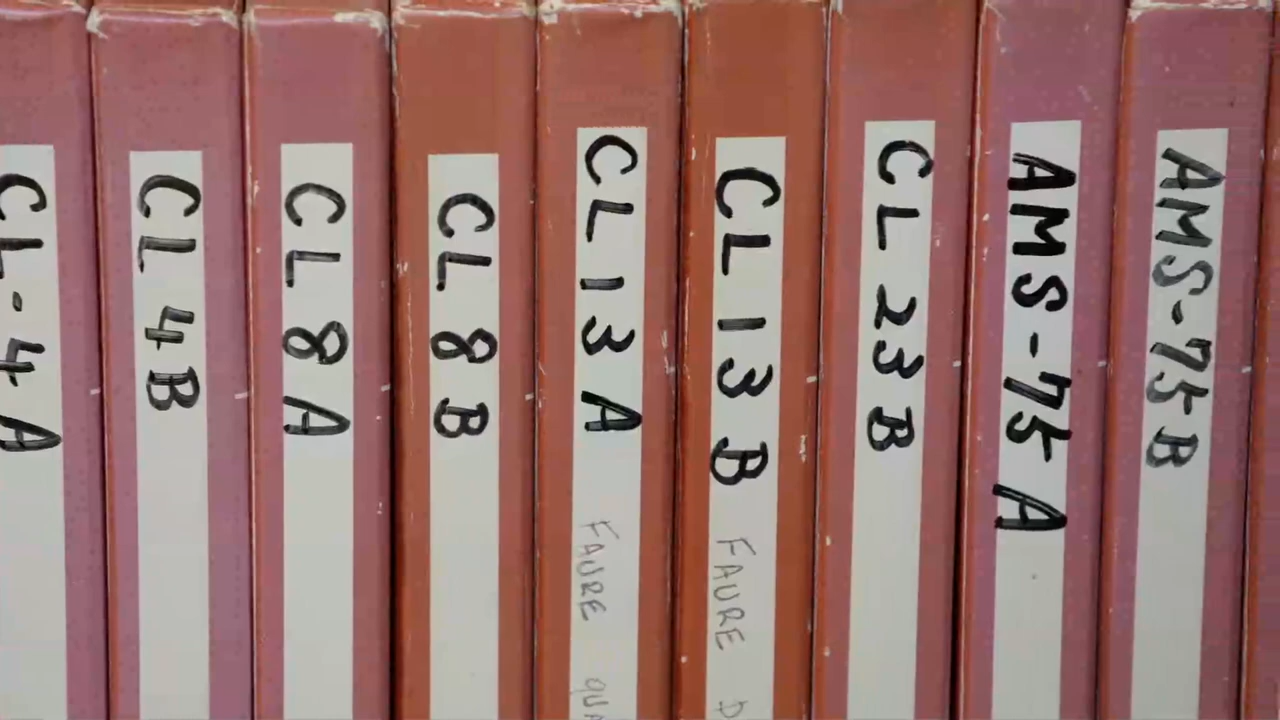 CL-4A
CL4B
CL8A
CL8B
CL13A
FAURE
CL13B
FAURE
CL23B
AMS-75A
AMS-75B